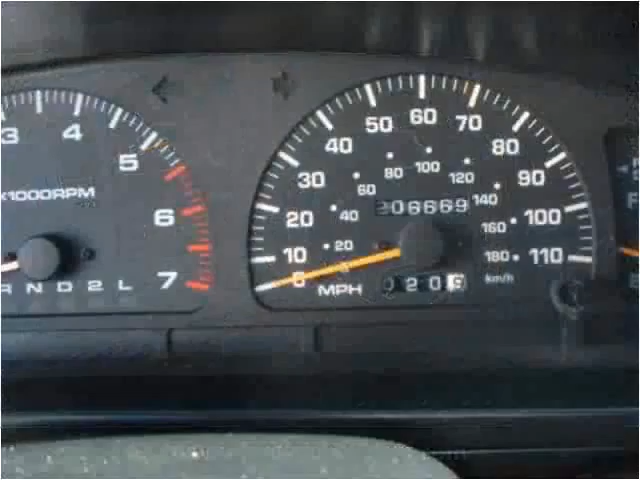 3 4 5 6 7
x1000RPM
R N D 2 L
5 10 20 30 40 50 60 70 80 90 100 110
20 40 60 80 100 120 140 160 180
km/h
MPH
206669
0209